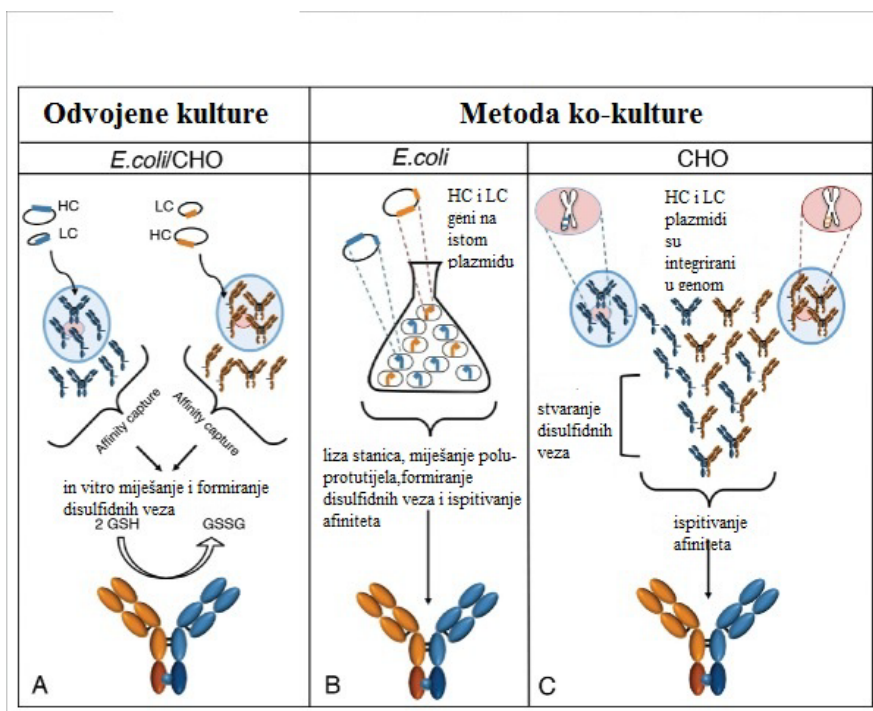 Odvojene kulture
Metoda ko-kulture
E.coli/CHO
E.coli
CHO
HC
LC
LC
HC
Affinity capture
Affinity capture
in vitro miješanje i formiranje
disulfidnih veza
2 GSH
GSSG
A
HC i LC
geni na
istom
plazmidu
liza stanica, miješanje polu-
protutijela,formiranje
disulfidnih veza i ispitivanje
afiniteta
B
HC i LC
plazmidi
su
integrirani
u genom
stvaranje
disulfidnih
veza
ispitivanje
afiniteta
C